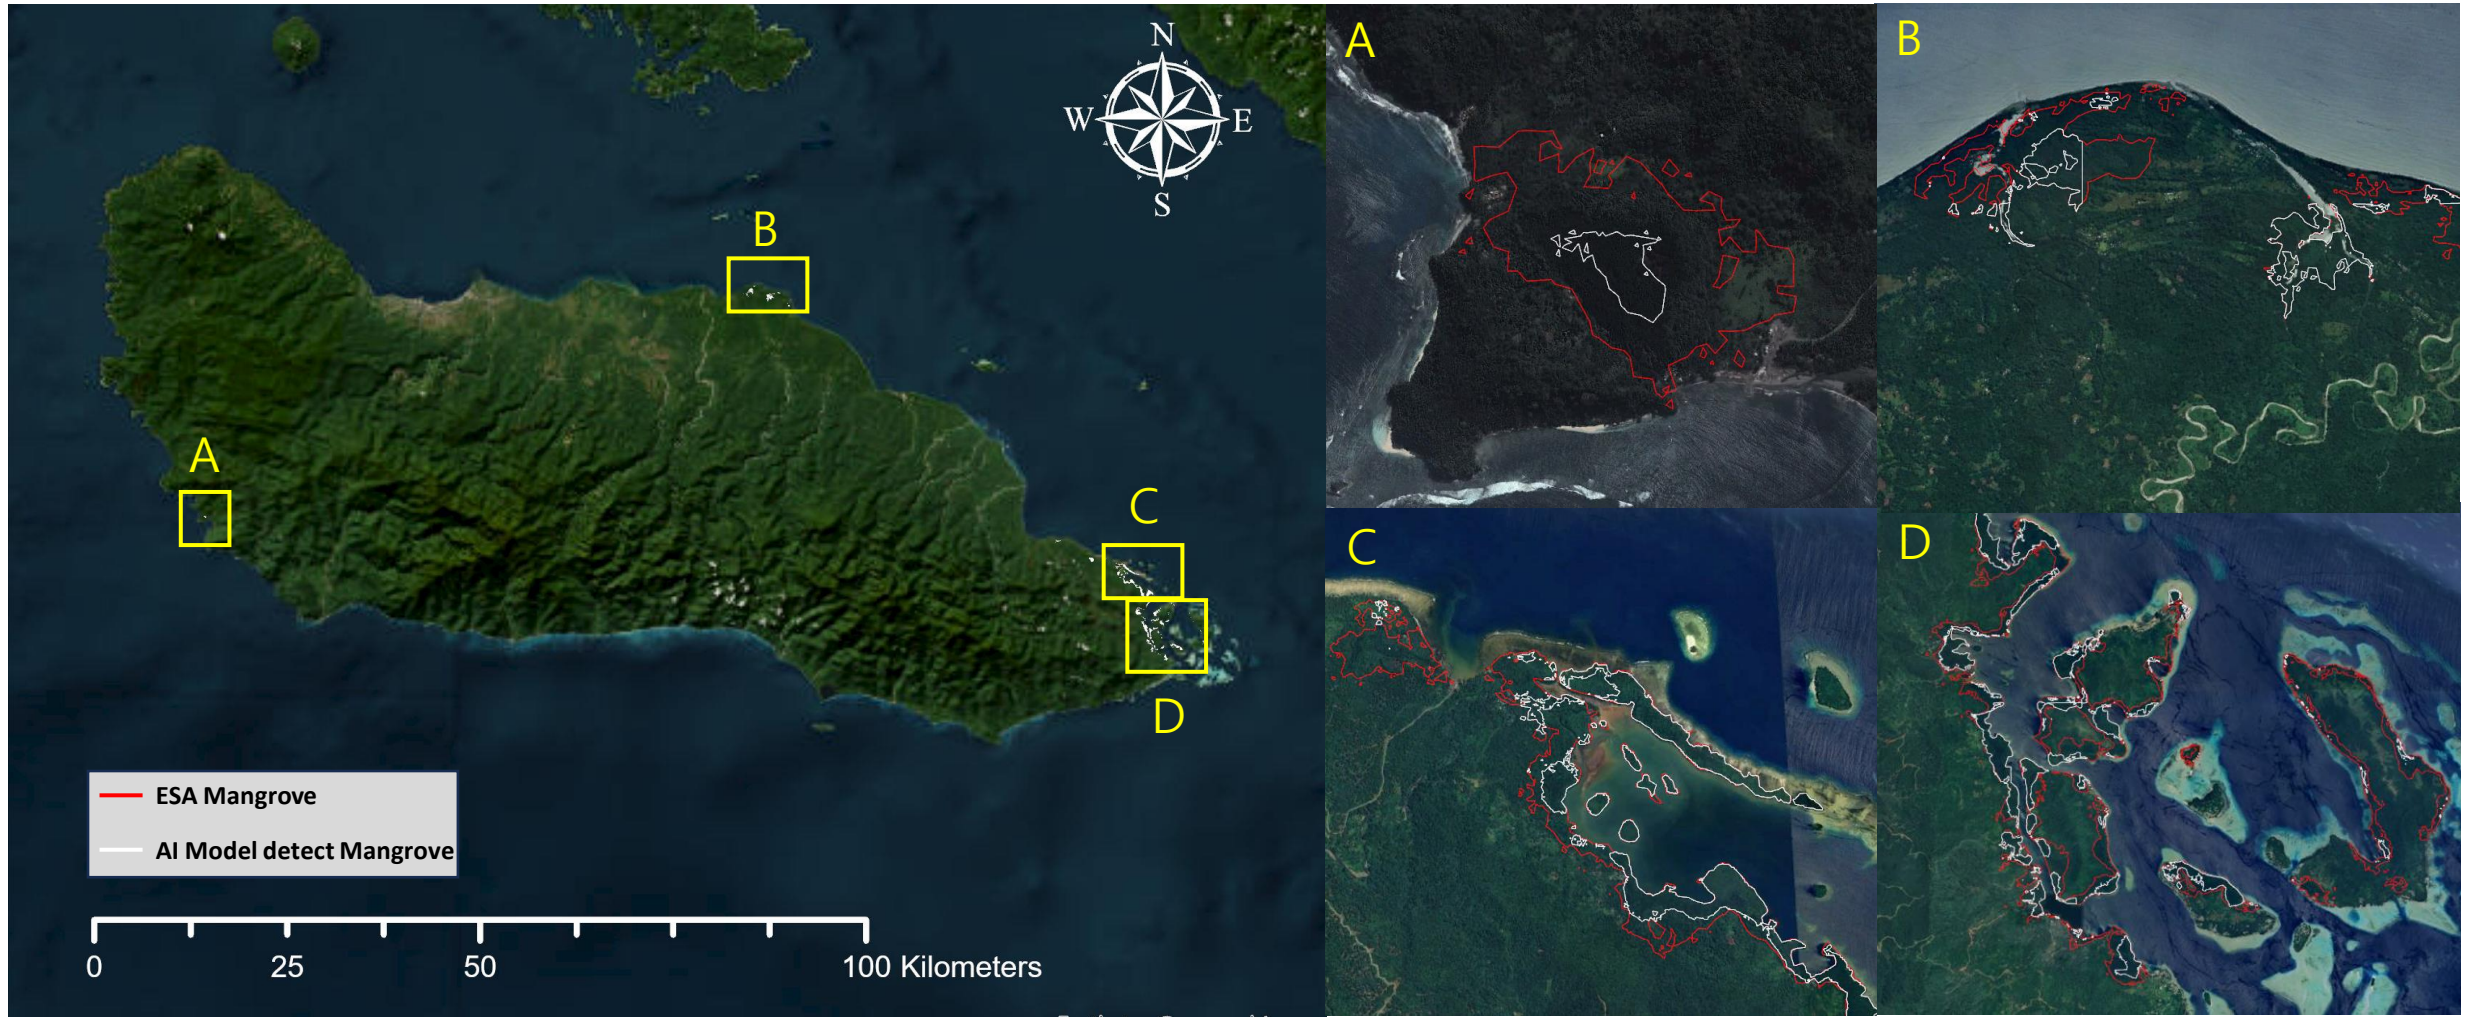 N
W E
S
B
A
C
D
ESA Mangrove
AI Model detect Mangrove
0 25 50 100 Kilometers
A
B
C
D